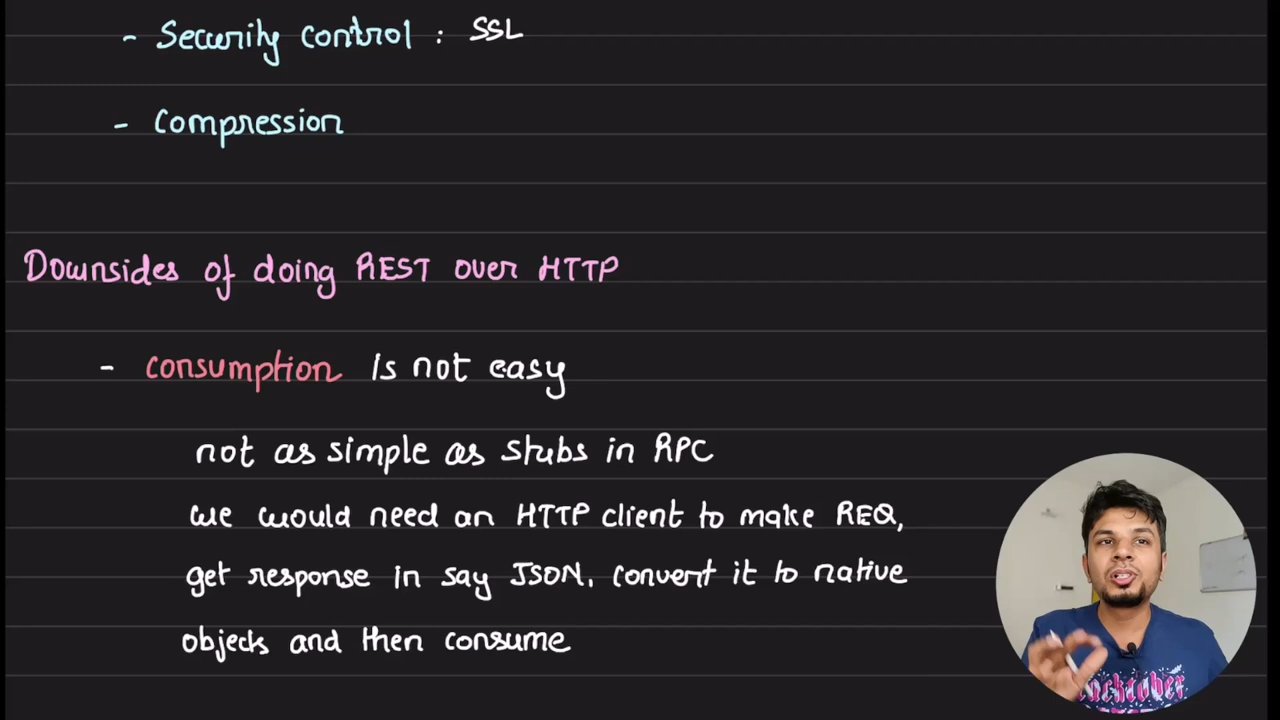 - Security control : SSL
- Compression
Downsides of doing REST over HTTP
- consumption is not easy
not as simple as stubs in RPC
we would need an HTTP client to make REQ,
get response in say JSON, convert it to native
objects and then consume